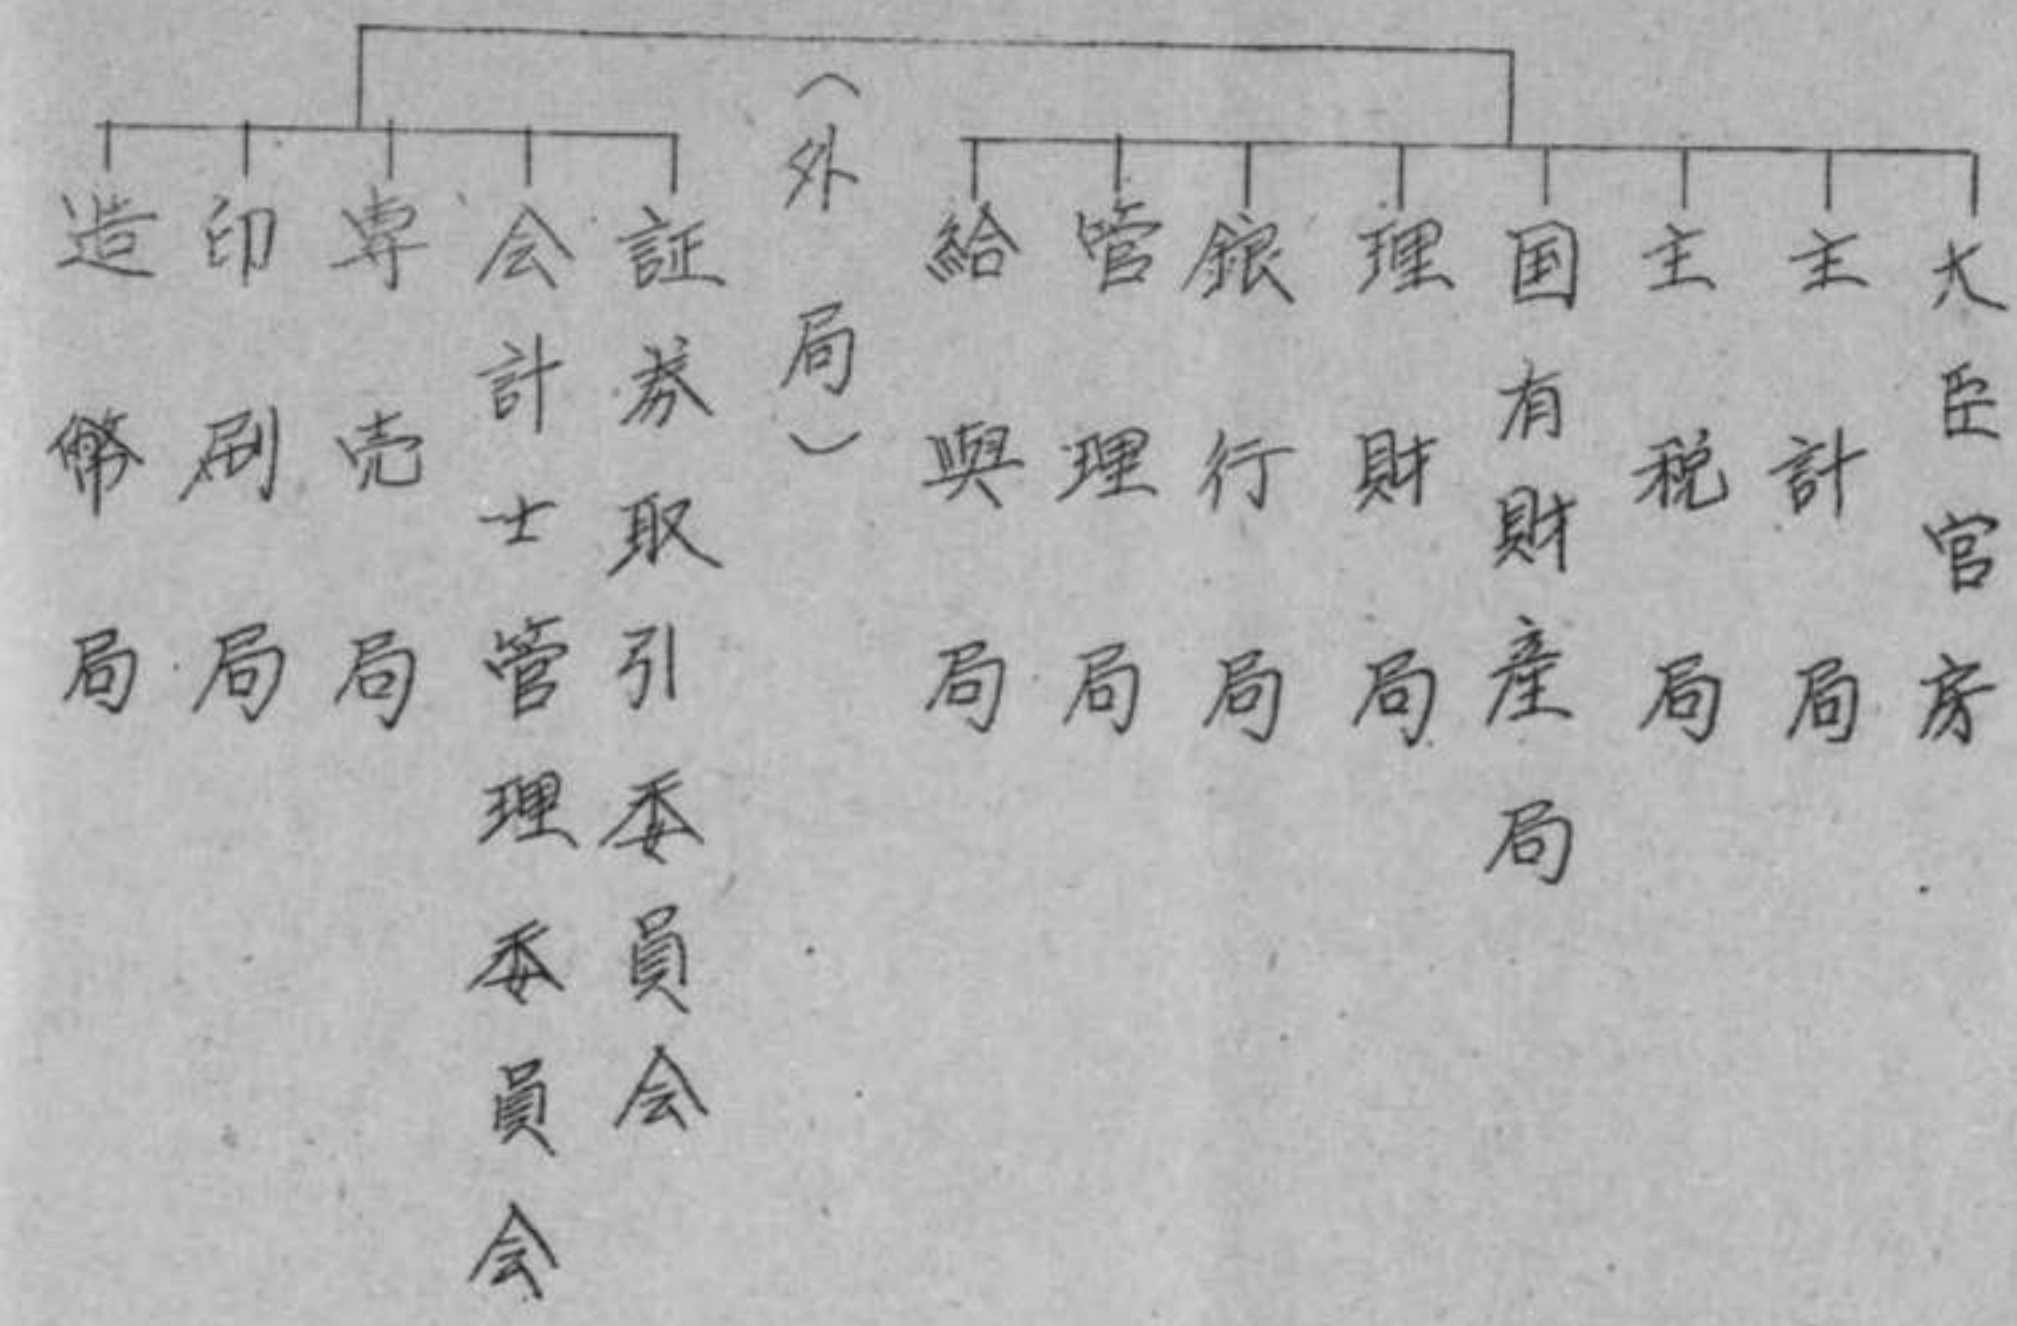 大臣官房
主計局
主税局
国有財産局
理財局
銀行局
管理局
給與局
（外局）
証券取引委員会
会計士管理委員会
専売局
印刷局
造幣局